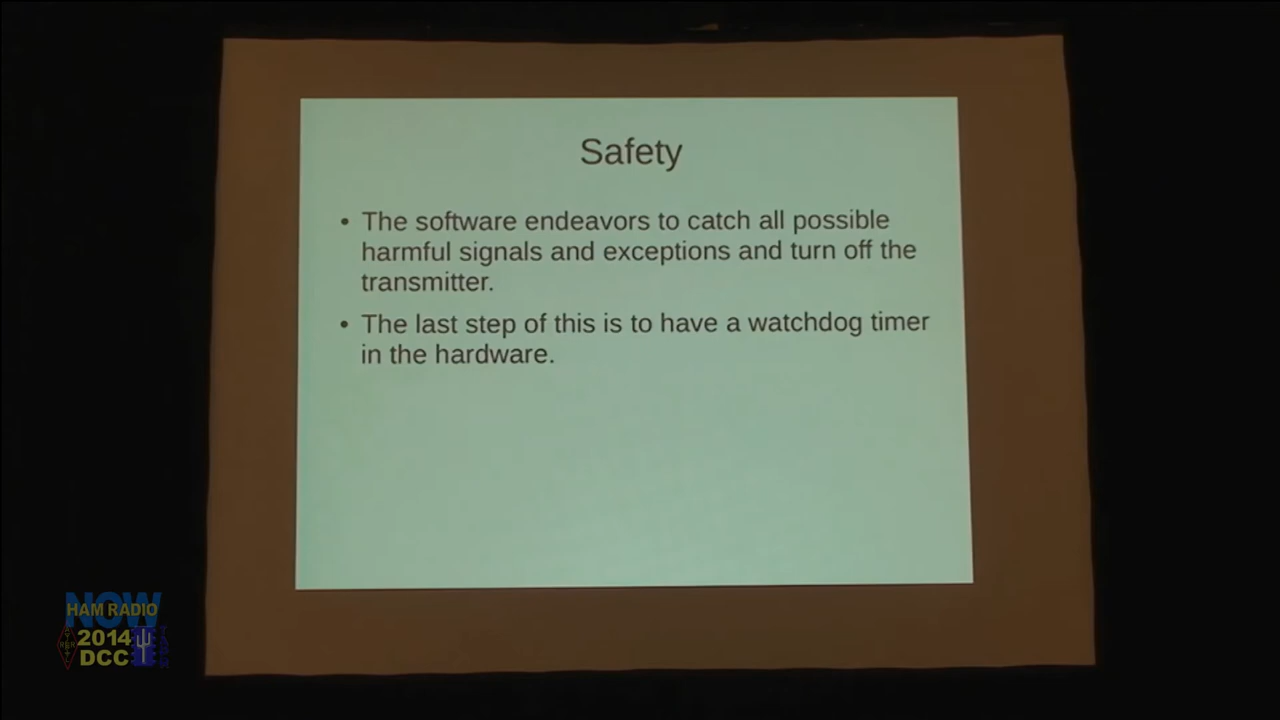 Safety
• The software endeavors to catch all possible
harmful signals and exceptions and turn off the
transmitter.
• The last step of this is to have a watchdog timer
in the hardware.
NOW
HAM RADIO
2014
DCC